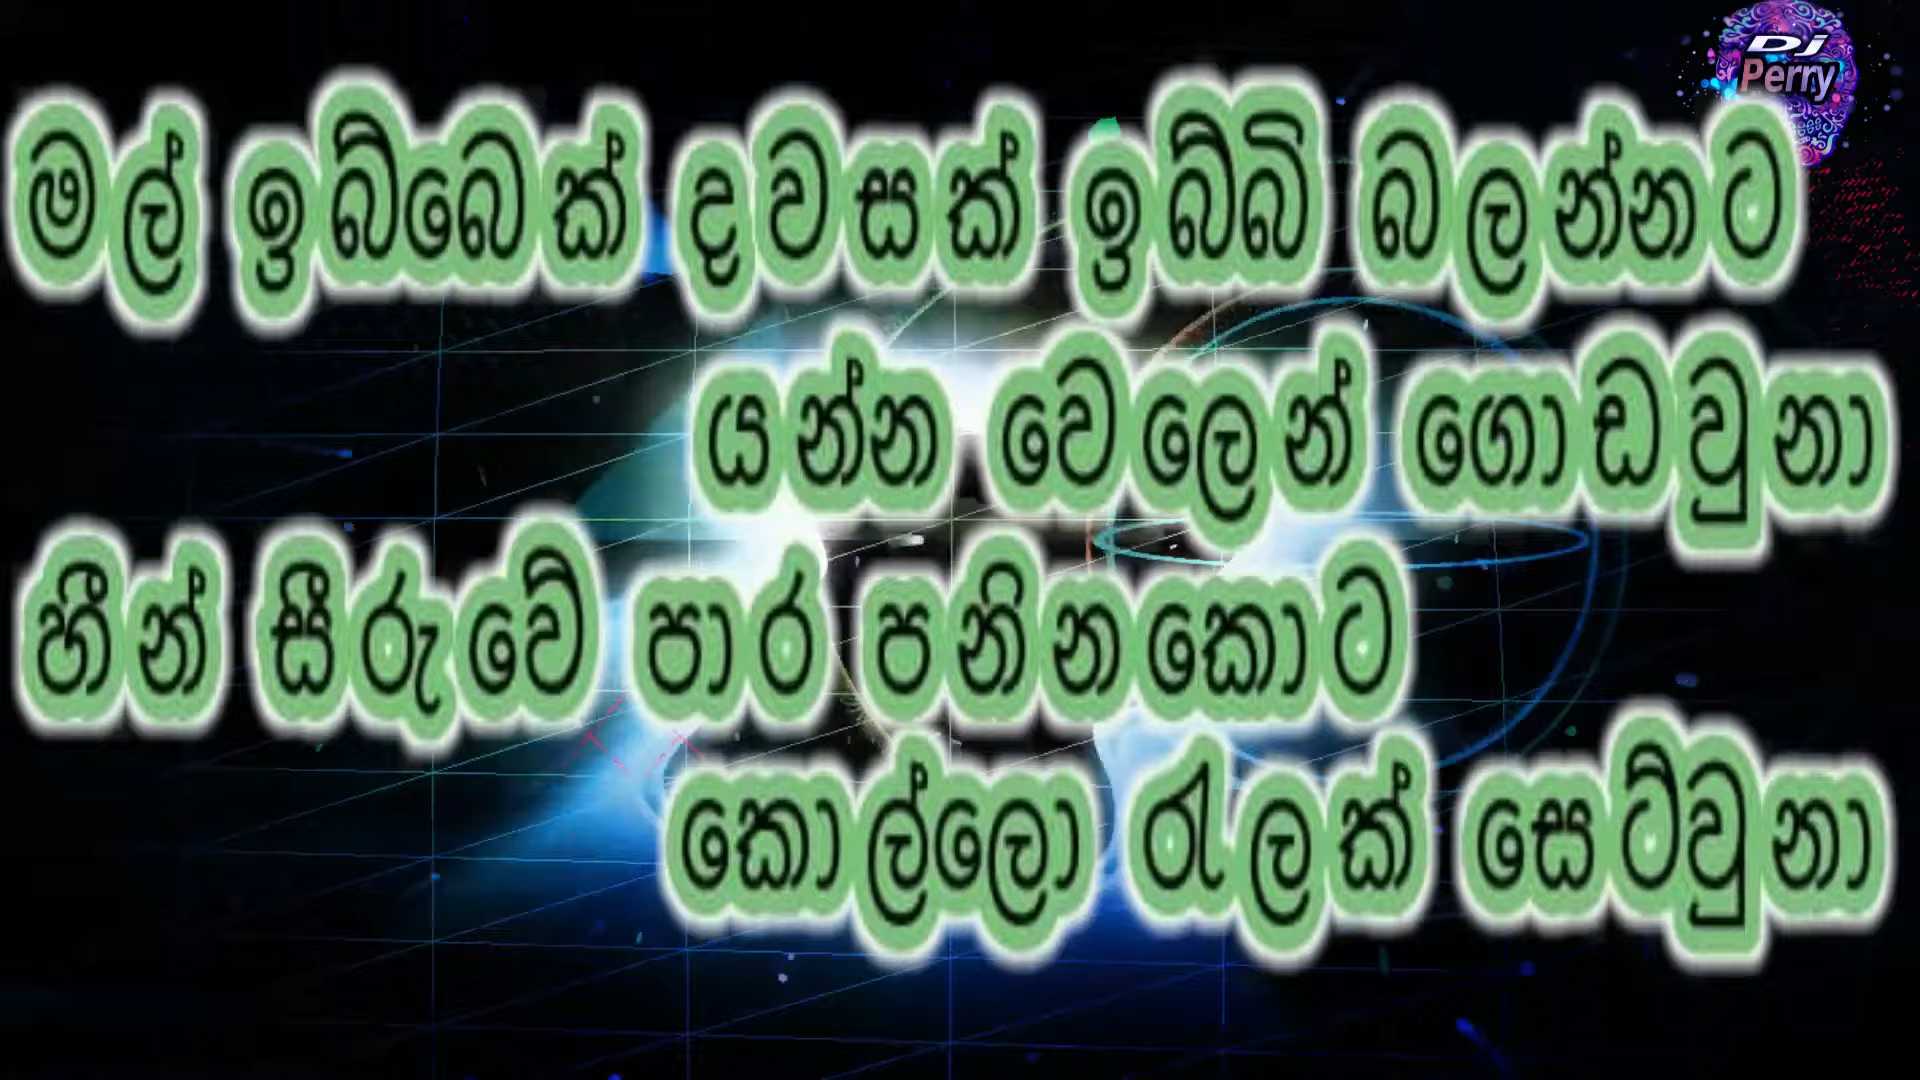 Dj
Perry
මල් ඉබ්බෙක් දවසක් ඉබ්බි බලන්නට
යන්න වෙලෙන් ගොඩවුනා
හීන් සීරුවේ පාර පනිනකොට
කොල්ලො රැලක් සෙට්වුනා